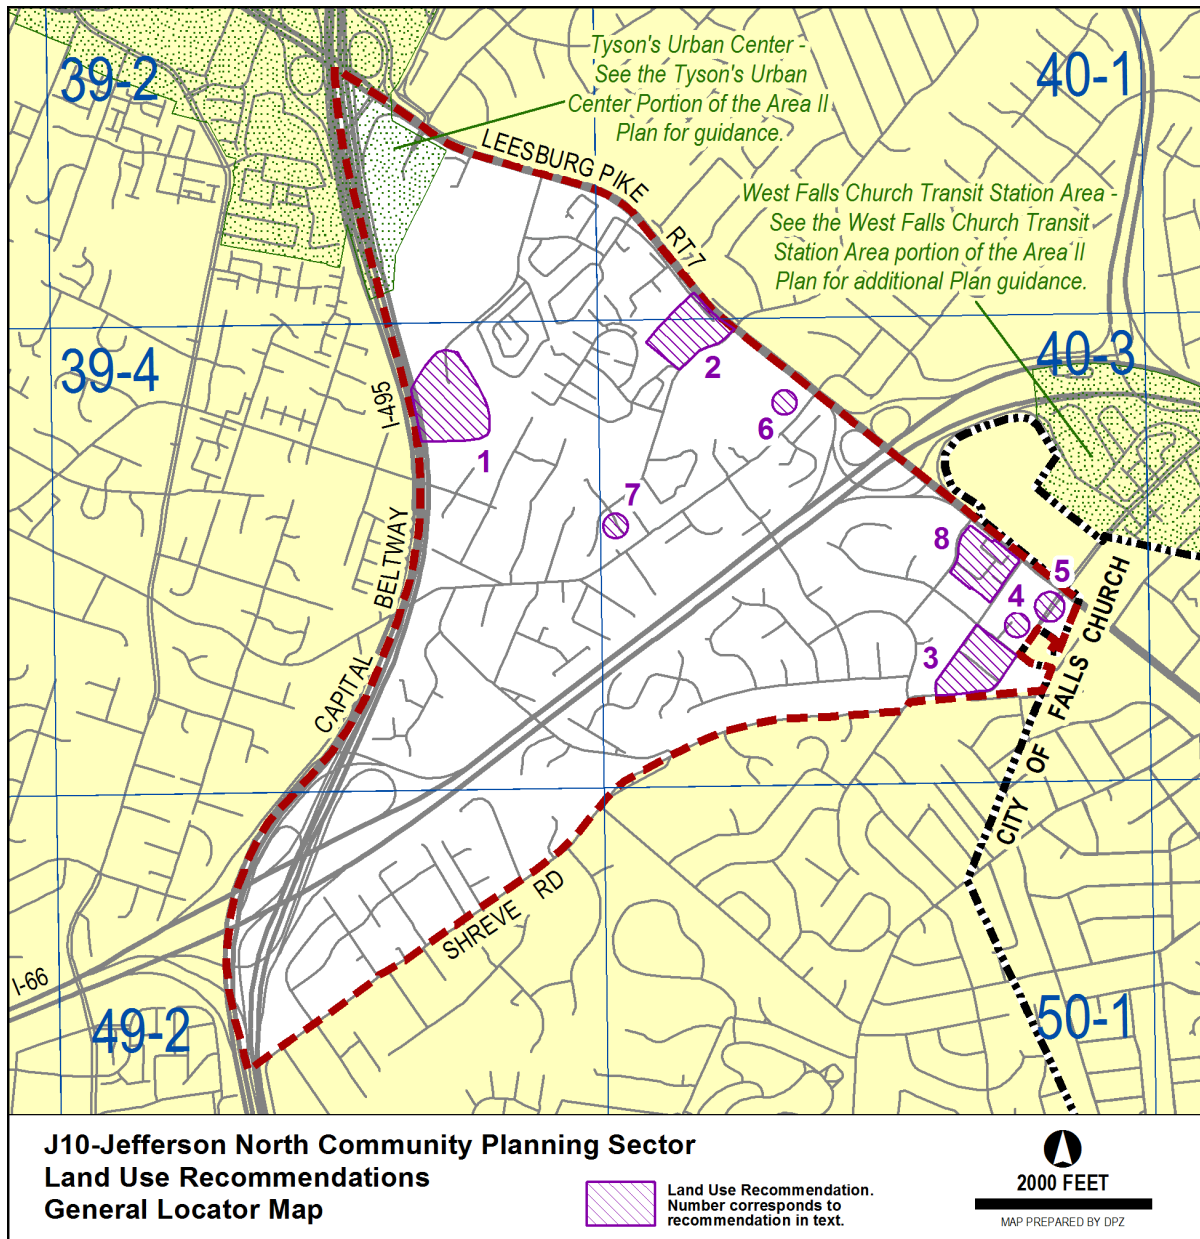 39-2
Tyson's Urban Center -
See the Tyson's Urban
Center Portion of the Area II
Plan for guidance.
40-1
LEESBURG PIKE
RT 7
West Falls Church Transit Station Area -
See the West Falls Church Transit
Station Area portion of the Area II
Plan for additional Plan guidance.
39-4
40-3
I-495
1
2
6
7
8
5
4
3
CAPITAL BELTWAY
CITY OF FALLS CHURCH
SHREVE RD
I-66
49-2
50-1
J10-Jefferson North Community Planning Sector
Land Use Recommendations
General Locator Map
Land Use Recommendation.
Number corresponds to
recommendation in text.
2000 FEET
MAP PREPARED BY DPZ